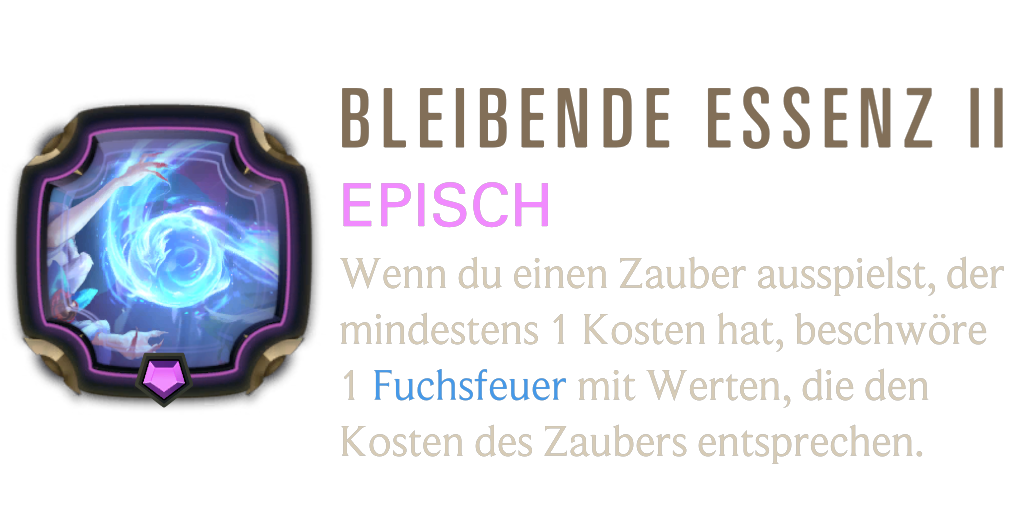 BLEIBENDE ESSENZ II
EPISCH
Wenn du einen Zauber ausspielst, der
mindestens 1 Kosten hat, beschwöre
1 Fuchsfeuer mit Werten, die den
Kosten des Zaubers entsprechen.